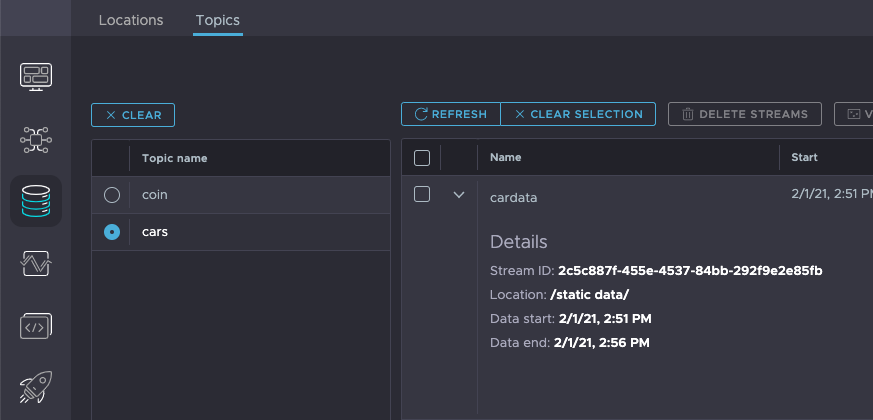 Locations Topics
CLEAR
REFRESH CLEAR SELECTION DELETE STREAMS
Topic name
coin
cars
Name Start
cardata 2/1/21, 2:51
Details
Stream ID: 2c5c887f-455e-4537-84bb-292f9e2e85fb
Location: /static data/
Data start: 2/1/21, 2:51 PM
Data end: 2/1/21, 2:56 PM